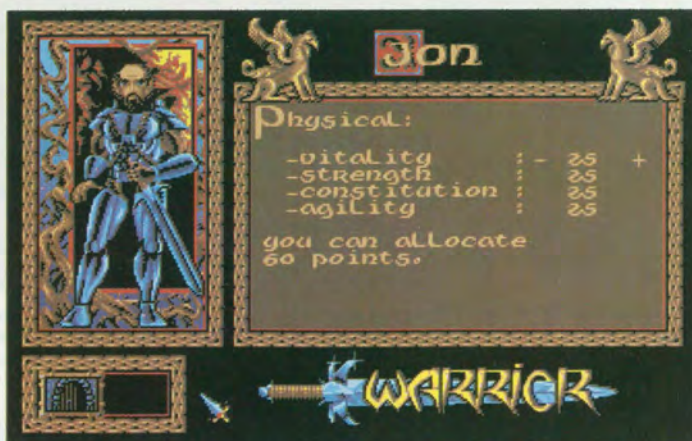 Jon
Physical:
-vitality : - 25 +
-strength : 25
-constitution : 25
-agility : 25
you can allocate
60 points.
WARRIOR